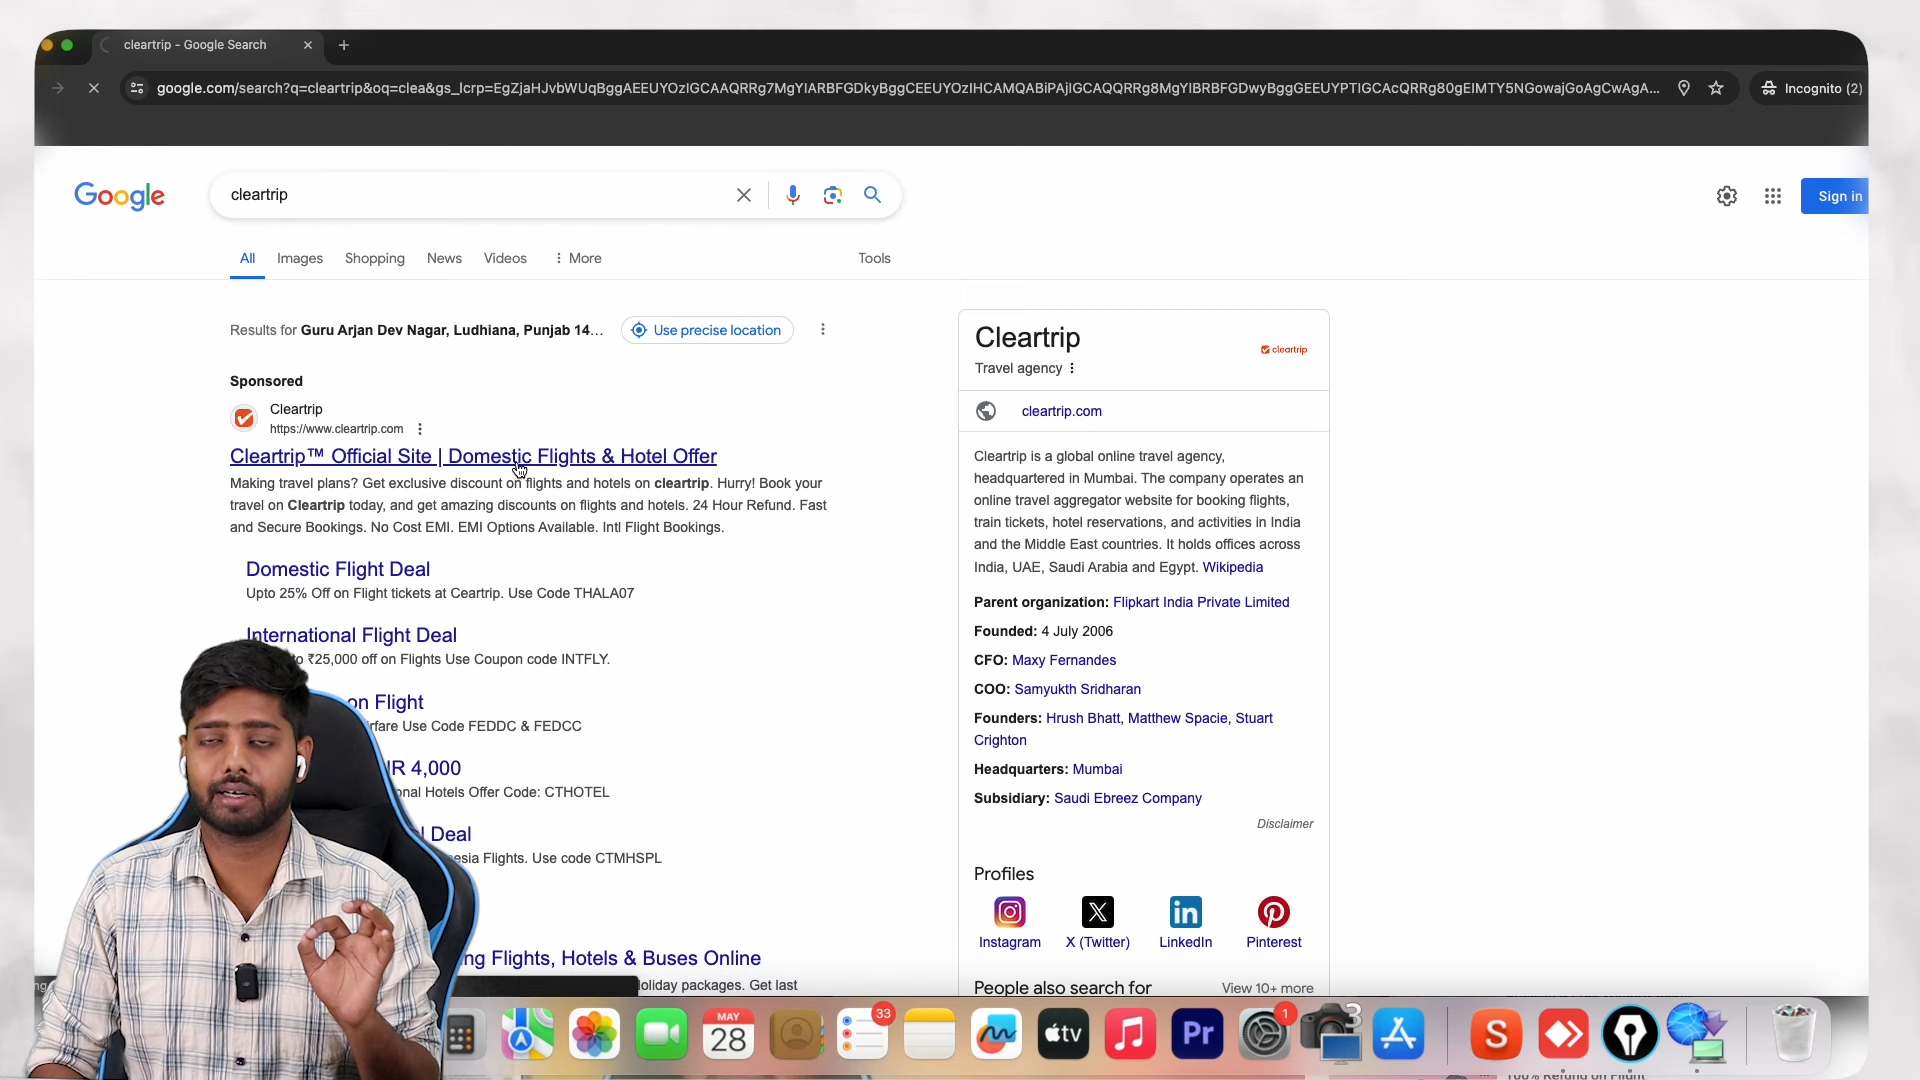 cleartrip - Google Search
google.com/search?q=cleartrip&oq=clea&gs_lcrp=EgZjaHJvbWUqBggAEEUYOzIGCAAQRRg7MgYIARBFGDkyBggCEEUYOzIHCAMQABiPAjIGCAQQRRg8MgYIBRBFGDwyBggGEEUYPTIGCAcQRRg80gEIMTY5NGowajGoAgCwAgA...
Incognito (2)
Google
cleartrip
Sign in
All Images Shopping News Videos More Tools
Results for Guru Arjan Dev Nagar, Ludhiana, Punjab 14...
Use precise location
Sponsored
Cleartrip
https://www.cleartrip.com
Cleartrip™ Official Site | Domestic Flights & Hotel Offer
Making travel plans? Get exclusive discount on flights and hotels on cleartrip. Hurry! Book your
travel on Cleartrip today, and get amazing discounts on flights and hotels. 24 Hour Refund. Fast
and Secure Bookings. No Cost EMI. EMI Options Available. Intl Flight Bookings.
Domestic Flight Deal
Upto 25% Off on Flight tickets at Ceartrip. Use Code THALA07
International Flight Deal
₹25,000 off on Flights Use Coupon code INTFLY.
on Flight
Use Code FEDDC & FEDCC
4,000
Hotels Offer Code: CTHOTEL
Deal
Flights. Use code CTMHSPL
Flights, Hotels & Buses Online
packages. Get last
Cleartrip
cleartrip
Travel agency
cleartrip.com
Cleartrip is a global online travel agency,
headquartered in Mumbai. The company operates an
online travel aggregator website for booking flights,
train tickets, hotel reservations, and activities in India
and the Middle East countries. It holds offices across
India, UAE, Saudi Arabia and Egypt. Wikipedia
Parent organization: Flipkart India Private Limited
Founded: 4 July 2006
CFO: Maxy Fernandes
COO: Samyukth Sridharan
Founders: Hrush Bhatt, Matthew Spacie, Stuart
Crighton
Headquarters: Mumbai
Subsidiary: Saudi Ebreez Company
Disclaimer
Profiles
Instagram X (Twitter) LinkedIn Pinterest
People also search for
View 10+ more
MAY
28
33
tv
Pr
1
3
S